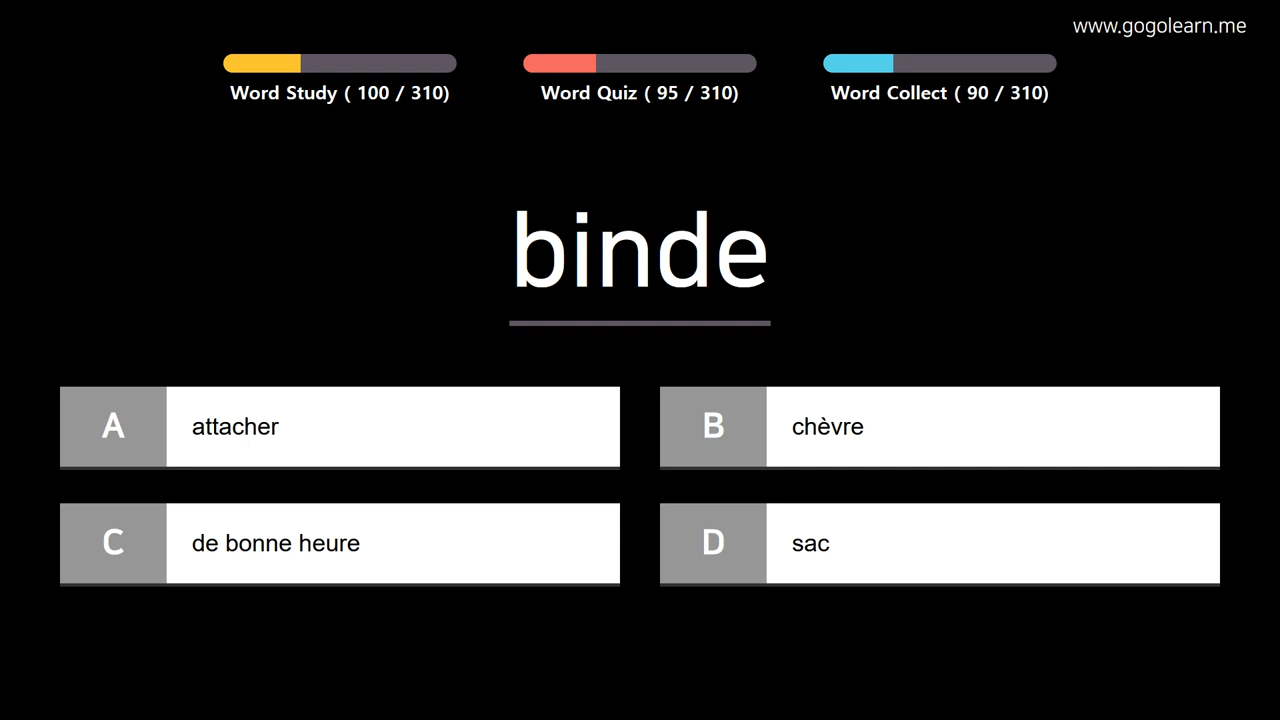 www.gogolearn.me
Word Study ( 100 / 310)
Word Quiz ( 95 / 310)
Word Collect ( 90 / 310)
binde
A attacher
B chèvre
C de bonne heure
D sac